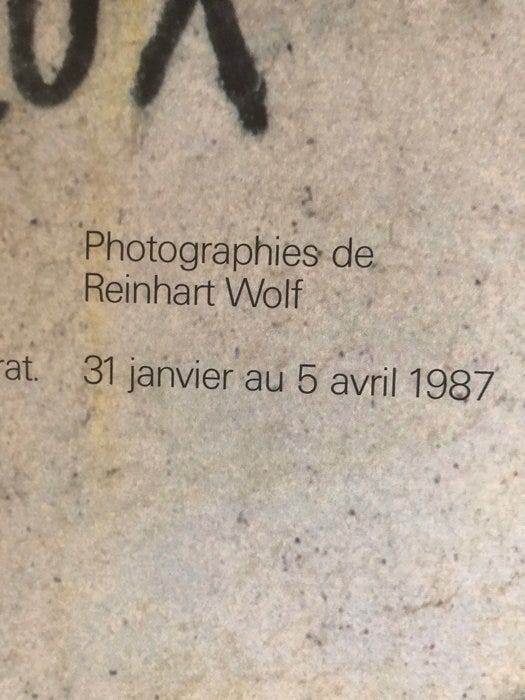 Photographies de
Reinhart Wolf
rat. 31 janvier au 5 avril 1987